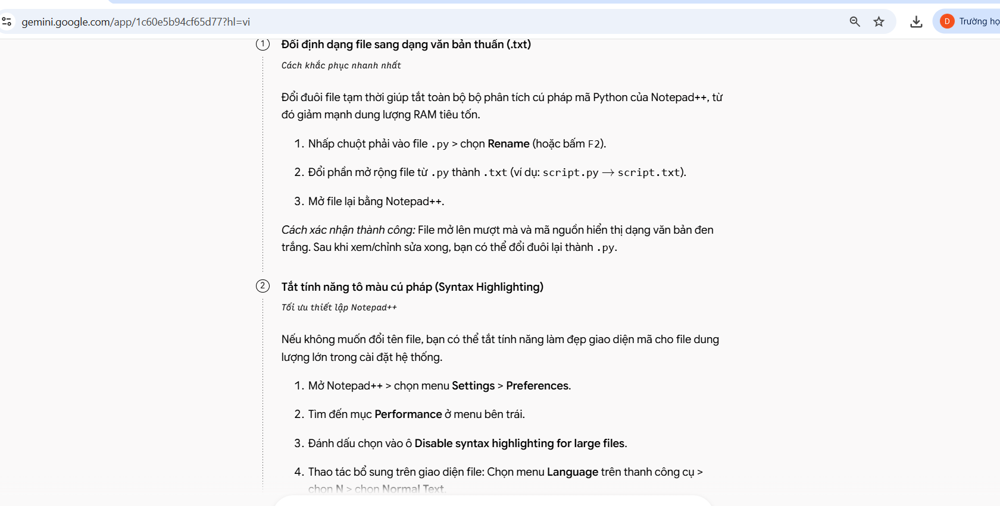 gemini.google.com/app/1c60e5b94cf65d77?hl=vi
D Trường họ
1 Đổi định dạng file sang dạng văn bản thuần (.txt)
Cách khắc phục nhanh nhất
Đổi đuôi file tạm thời giúp tắt toàn bộ bộ phân tích cú pháp mã Python của Notepad++, từ
đó giảm mạnh dung lượng RAM tiêu tốn.
1. Nhấp chuột phải vào file .py > chọn Rename (hoặc bấm F2).
2. Đổi phần mở rộng file từ .py thành .txt (ví dụ: script.py → script.txt).
3. Mở file lại bằng Notepad++.
Cách xác nhận thành công: File mở lên mượt mà và mã nguồn hiển thị dạng văn bản đen
trắng. Sau khi xem/chỉnh sửa xong, bạn có thể đổi đuôi lại thành .py.
2 Tắt tính năng tô màu cú pháp (Syntax Highlighting)
Tối ưu thiết lập Notepad++
Nếu không muốn đổi tên file, bạn có thể tắt tính năng làm đẹp giao diện mã cho file dung
lượng lớn trong cài đặt hệ thống.
1. Mở Notepad++ > chọn menu Settings > Preferences.
2. Tìm đến mục Performance ở menu bên trái.
3. Đánh dấu chọn vào ô Disable syntax highlighting for large files.
4. Thao tác bổ sung trên giao diện file: Chọn menu Language trên thanh công cụ >
chọn N > chọn Normal Text.